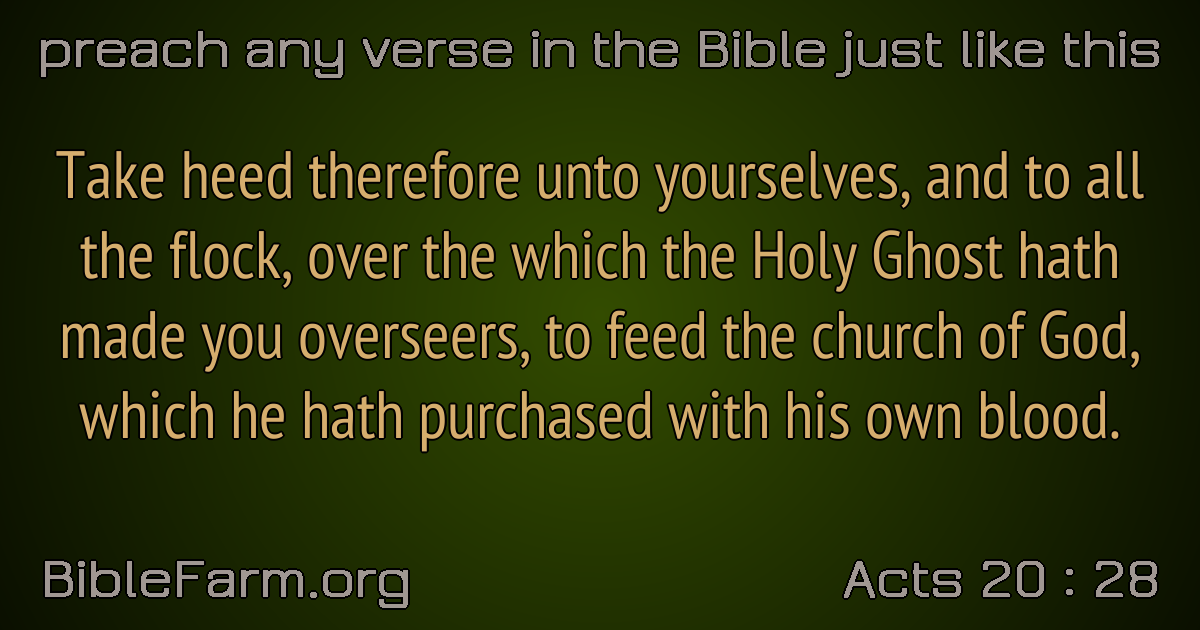 preach any verse in the Bible just like this
Take heed therefore unto yourselves, and to all
the flock, over the which the Holy Ghost hath
made you overseers, to feed the church of God,
which he hath purchased with his own blood.
BibleFarm.org
Acts 20 : 28